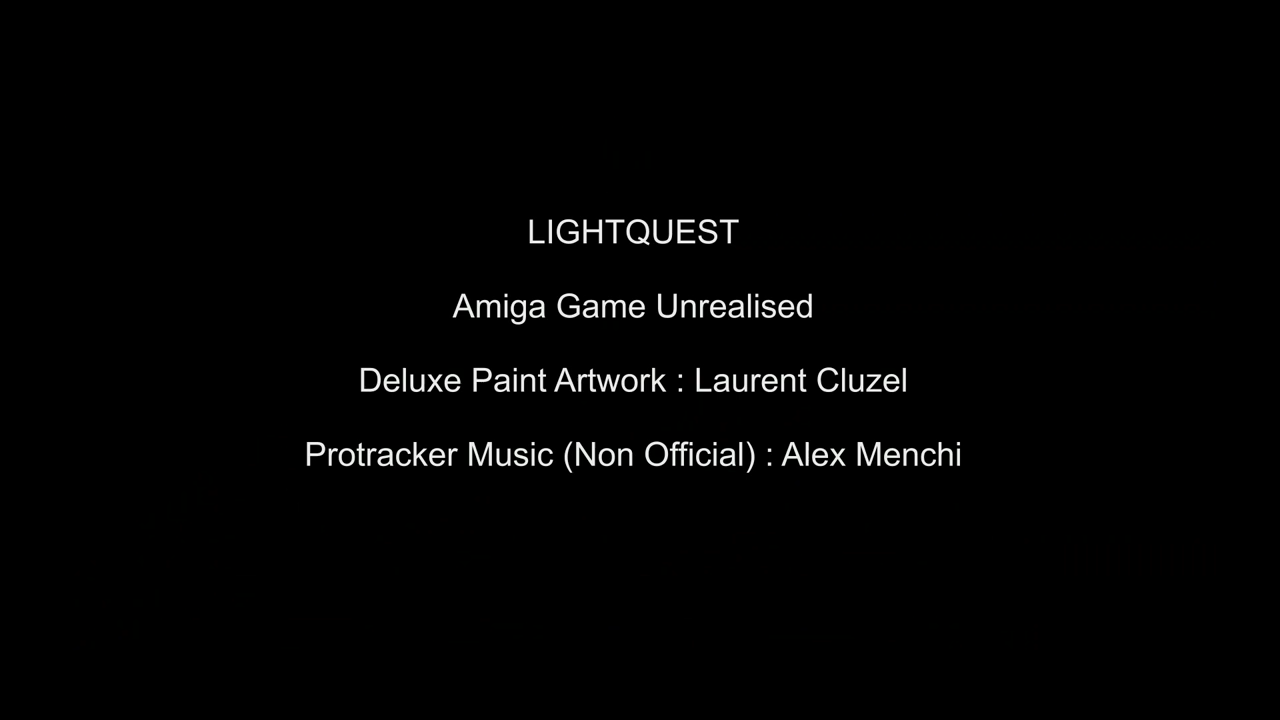 LIGHTQUEST
Amiga Game Unrealised
Deluxe Paint Artwork : Laurent Cluzel
Protracker Music (Non Official) : Alex Menchi